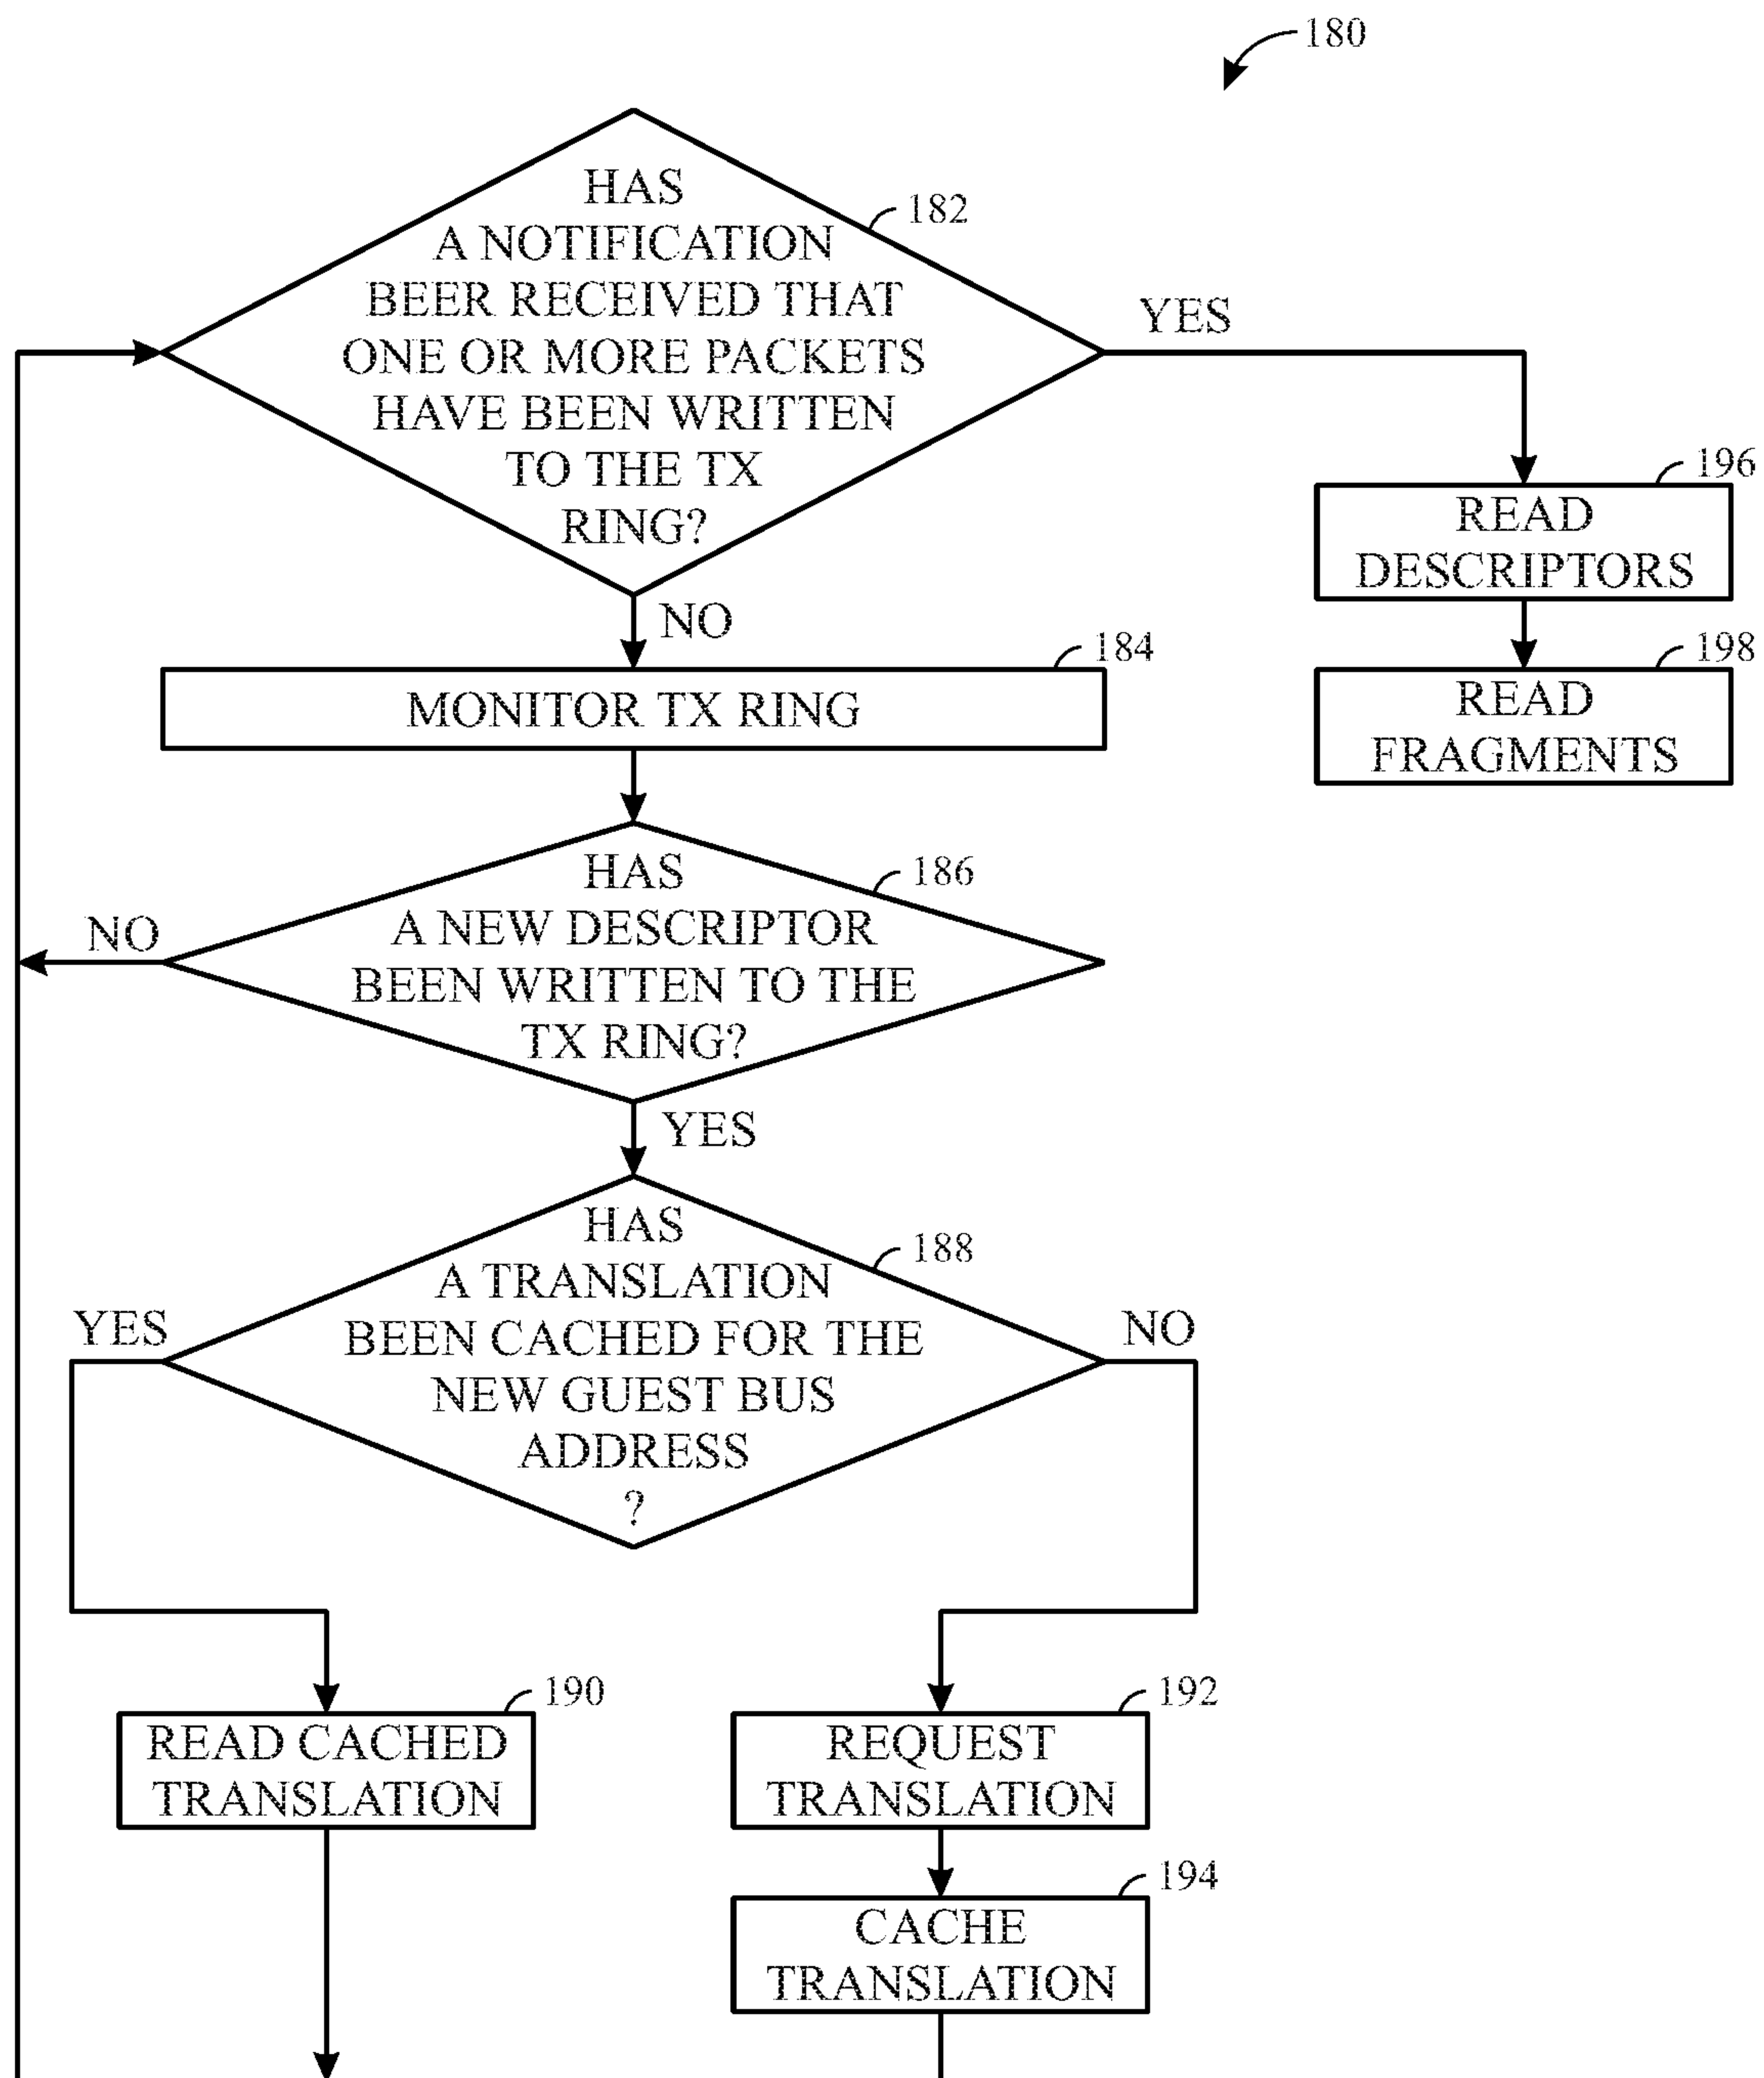 180
HAS
A NOTIFICATION
BEER RECEIVED THAT
ONE OR MORE PACKETS
HAVE BEEN WRITTEN
TO THE TX
RING?
182
YES
196
READ
DESCRIPTORS
NO
184
MONITOR TX RING
198
READ
FRAGMENTS
HAS
A NEW DESCRIPTOR
BEEN WRITTEN TO THE
TX RING?
186
NO
YES
HAS
A TRANSLATION
BEEN CACHED FOR THE
NEW GUEST BUS
ADDRESS
?
188
YES
NO
190
READ CACHED
TRANSLATION
192
REQUEST
TRANSLATION
194
CACHE
TRANSLATION